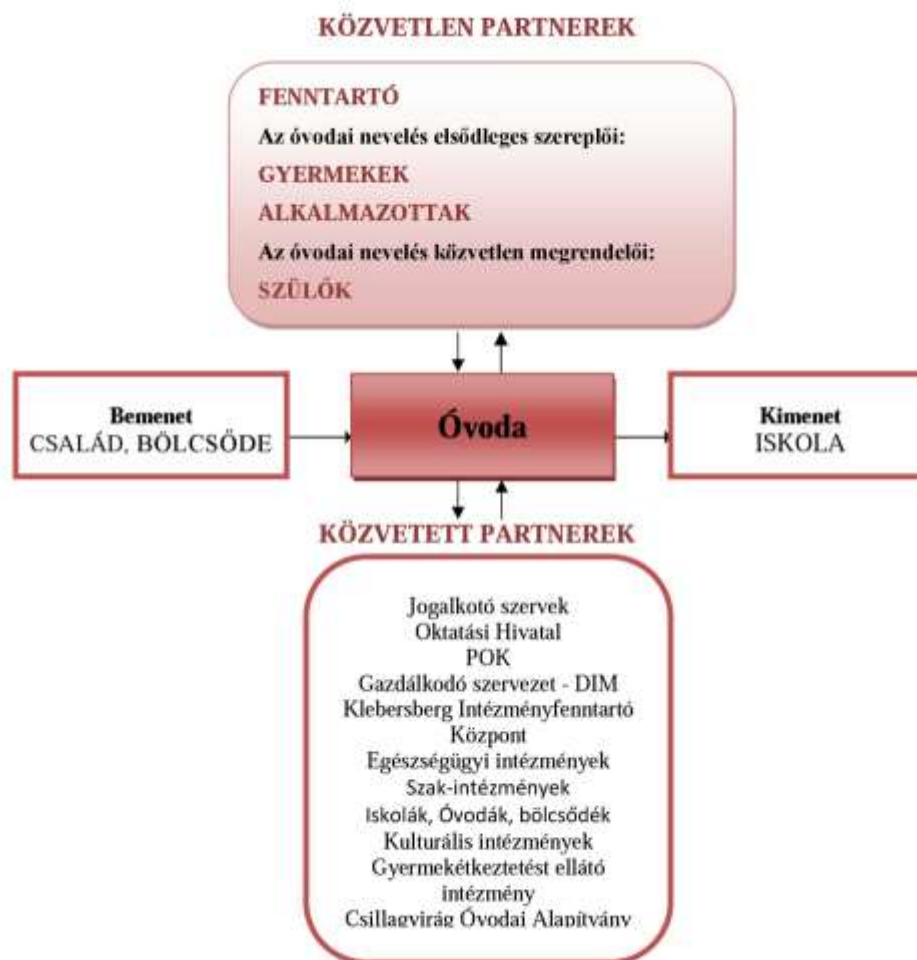 KÖZVETLEN PARTNEREK
FENNTARTÓ
Az óvodai nevelés elsődleges szereplői:
GYERMEKEK
ALKALMAZOTTAK
Az óvodai nevelés közvetlen megrendelői:
SZÜLŐK
Bemenet
CSALÁD, BÖLCSŐDE
Óvoda
Kimenet
ISKOLA
KÖZVETETT PARTNEREK
Jogalkotó szervek
Oktatási Hivatal
POK
Gazdálkodó szervezet - DIM
Klebersberg Intézményfenntartó
Központ
Egészségügyi intézmények
Szak-intézmények
Iskolák, Óvodák, bölcsődék
Kulturális intézmények
Gyermekétkeztetést ellátó
intézmény
Csillagvirág Óvodai Alapítvány